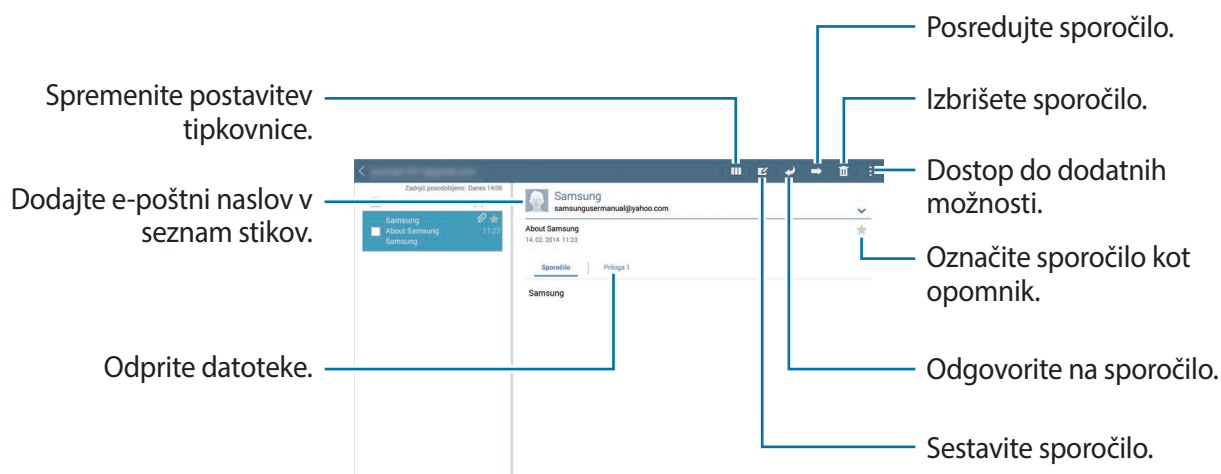 Posredujte sporočilo.
Spremenite postavitev
tipkovnice.
Izbrišete sporočilo.
Dodajte e-poštni naslov v
seznam stikov.
Dostop do dodatnih
možnosti.
Zadnjič posodobljeno: Danes 14:06
Samsung
About Samsung 11:23
Samsung
Samsung
samsungusermanual@yahoo.com
About Samsung
14. 02. 2014 11:23
Sporočilo Priloga 1
Samsung
Označite sporočilo kot
opomnik.
Odprite datoteke.
Odgovorite na sporočilo.
Sestavite sporočilo.